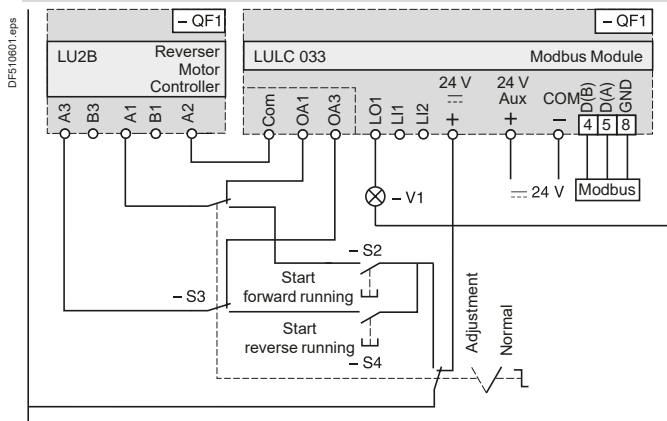 DF510601.eps
– QF1
– QF1
LU2B
Reverser
Motor
Controller
LULC 033
Modbus Module
A3
B3
A1
B1
A2
Com
OA1
OA3
LO1
LI1
LI2
24 V
+
24 V
Aux
+
COM
–
D(B)
D(A)
GND
4
5
8
– V1
24 V
Modbus
– S2
Start
forward running
– S3
Start
reverse running
– S4
Adjustment
Normal